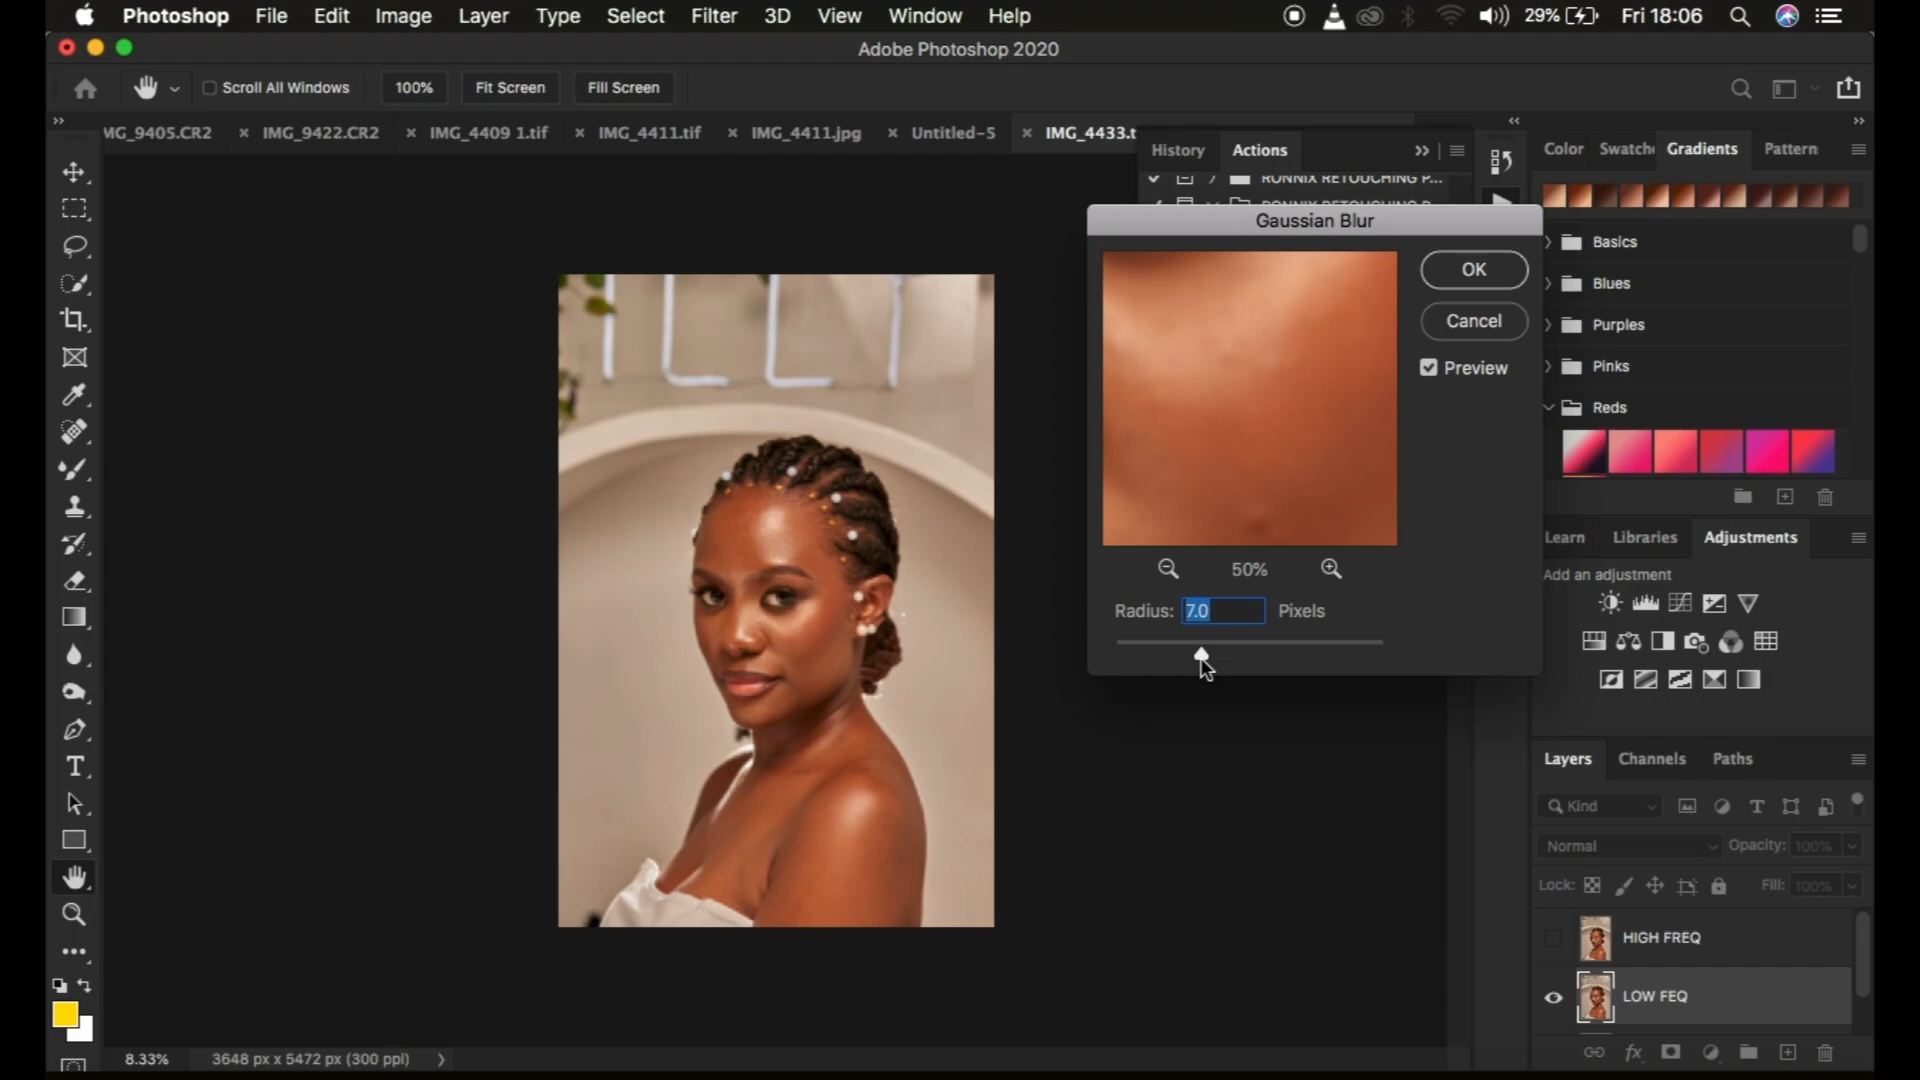 Photoshop File Edit Image Layer Type Select Filter 3D View Window Help 29% Fri 18:06
Adobe Photoshop 2020
Scroll All Windows 100% Fit Screen Fill Screen
MG_9405.CR2 IMG_9422.CR2 IMG_4409 1.tif IMG_4411.tif IMG_4411.jpg Untitled-5 IMG_4433.t
History Actions
Color Swatche Gradients Pattern
RONNIX RETOUCHING P...
RONNIX RETOUCHING P...
Gaussian Blur
OK
Cancel
Preview
50%
Radius: 7.0 Pixels
Basics
Blues
Purples
Pinks
Reds
Learn Libraries Adjustments
Add an adjustment
Layers Channels Paths
Kind
Normal Opacity: 100%
Lock: Fill: 100%
HIGH FREQ
LOW FEQ
fx
8.33% 3648 px x 5472 px (300 ppi)